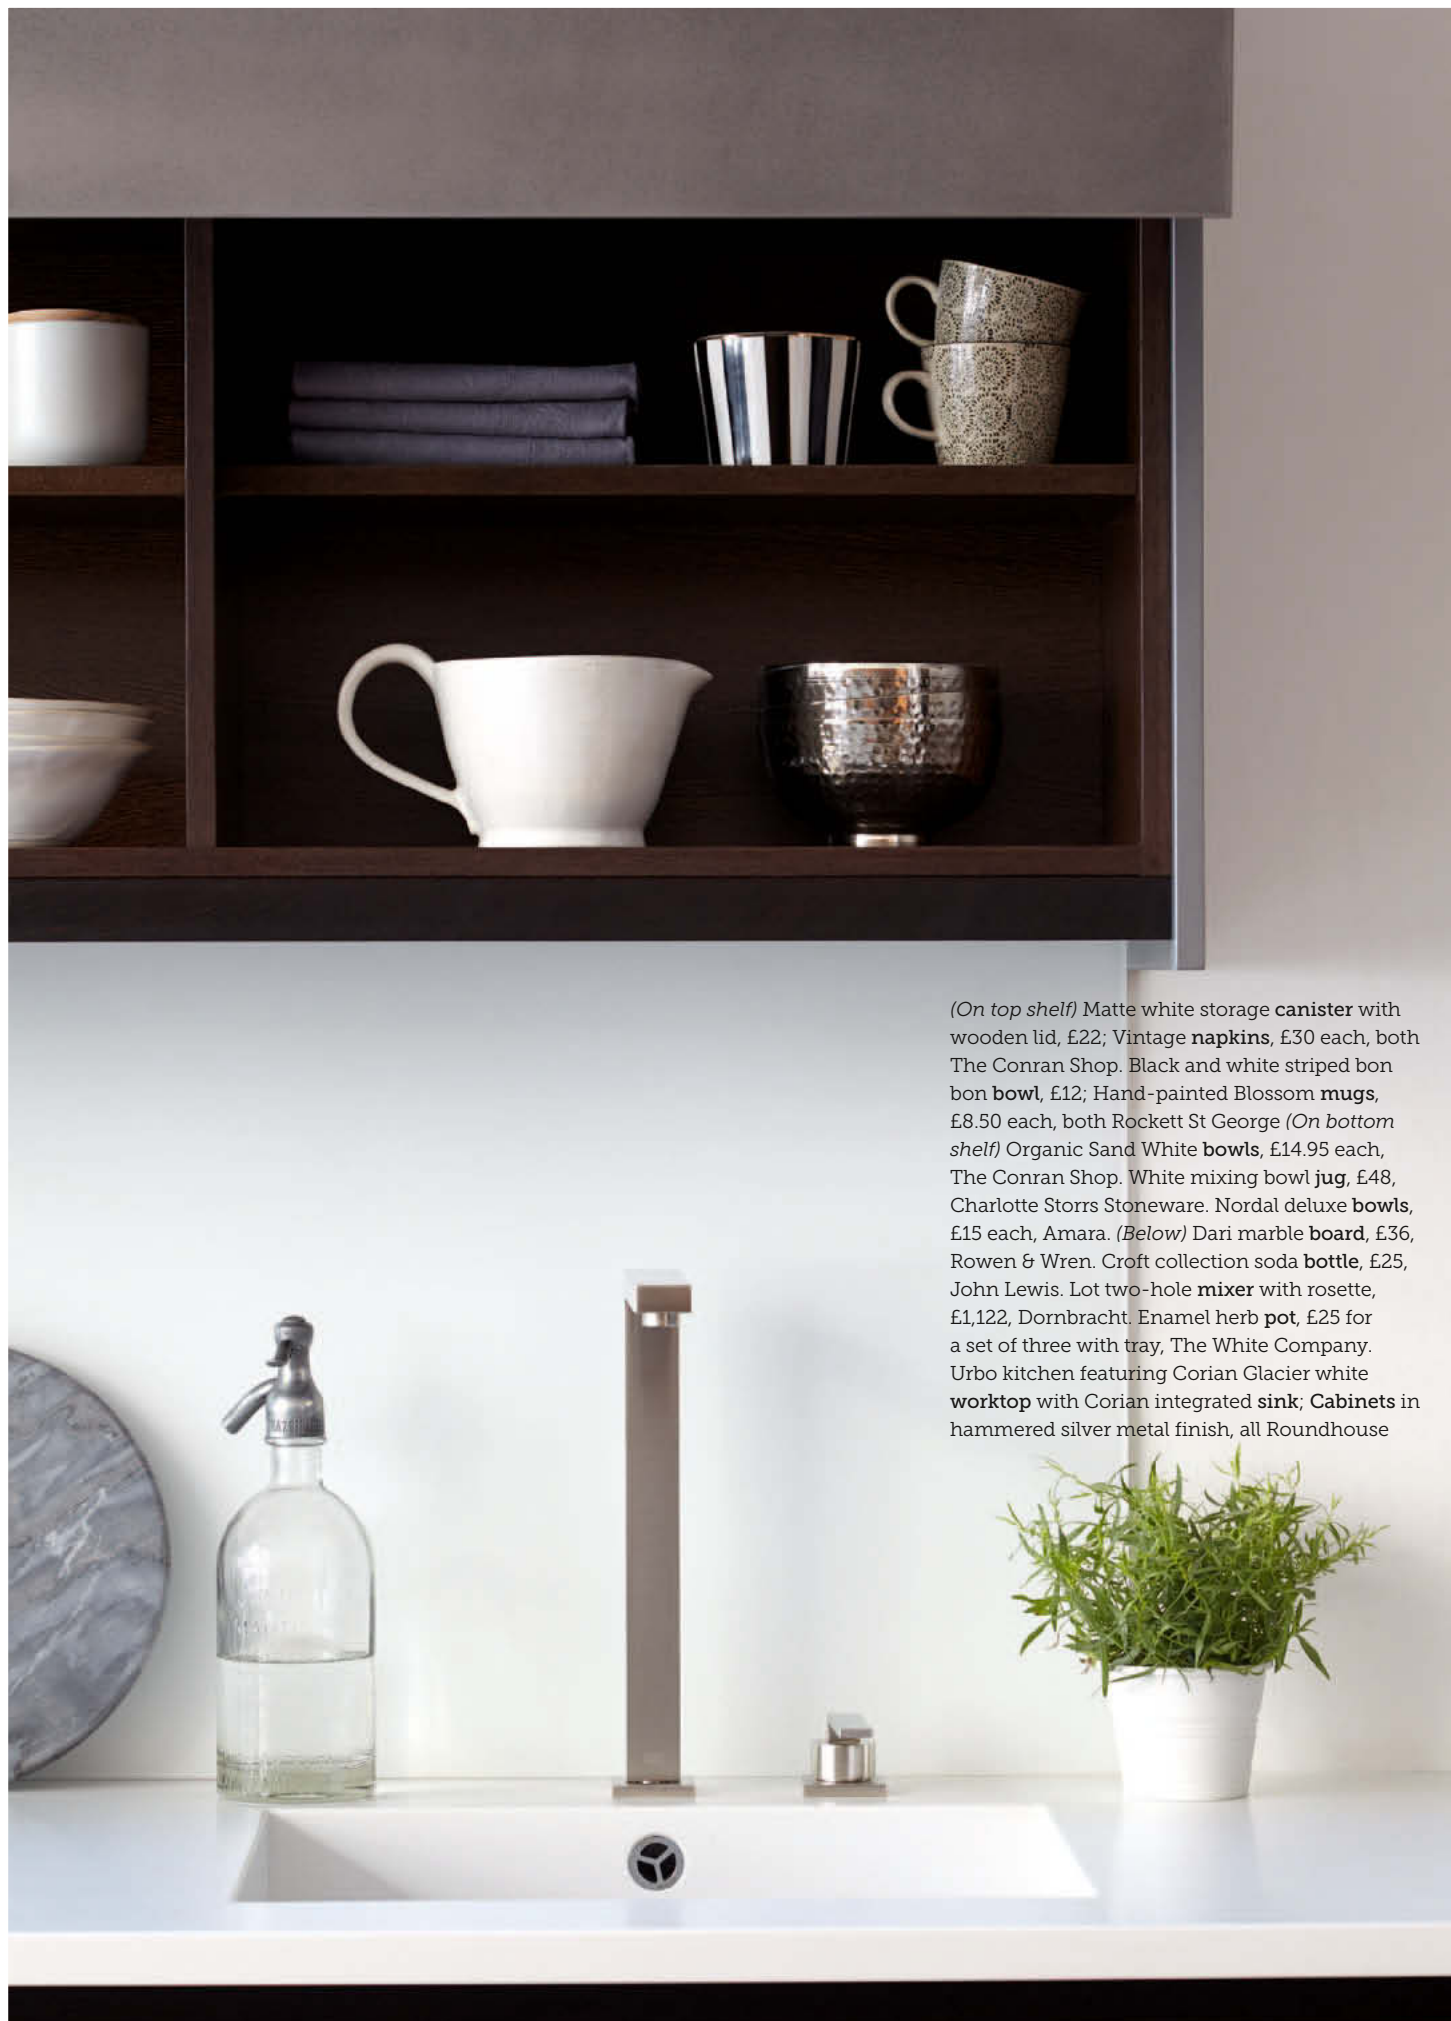 (On top shelf) Matte white storage canister with
wooden lid, £22; Vintage napkins, £30 each, both
The Conran Shop. Black and white striped bon
bon bowl, £12; Hand-painted Blossom mugs,
£8.50 each, both Rockett St George (On bottom
shelf) Organic Sand White bowls, £14.95 each,
The Conran Shop. White mixing bowl jug, £48,
Charlotte Storrs Stoneware. Nordal deluxe bowls,
£15 each, Amara. (Below) Dari marble board, £36,
Rowen & Wren. Croft collection soda bottle, £25,
John Lewis. Lot two-hole mixer with rosette,
£1,122, Dornbracht. Enamel herb pot, £25 for
a set of three with tray, The White Company.
Urbo kitchen featuring Corian Glacier white
worktop with Corian integrated sink; Cabinets in
hammered silver metal finish, all Roundhouse